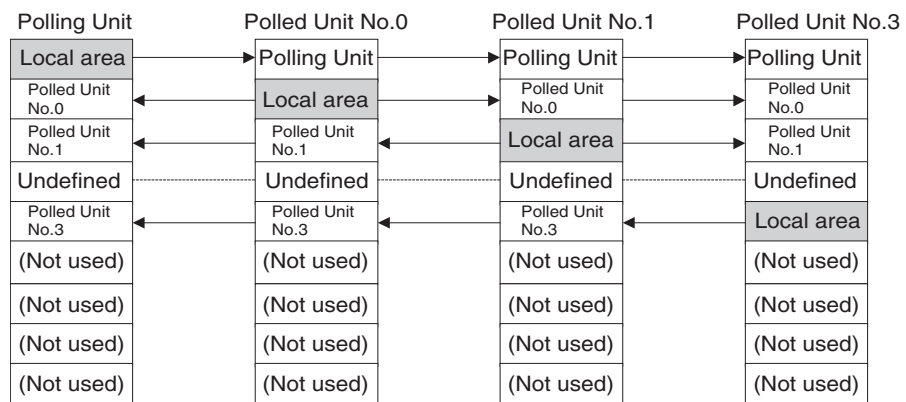 Polling Unit Polled Unit No.0 Polled Unit No.1 Polled Unit No.3
Local area Polling Unit Polling Unit Polling Unit
Polled Unit No.0 Local area Polled Unit No.0 Polled Unit No.0
Polled Unit No.1 Polled Unit No.1 Local area Polled Unit No.1
Undefined Undefined Undefined Undefined
Polled Unit No.3 Polled Unit No.3 Polled Unit No.3 Local area
(Not used) (Not used) (Not used) (Not used)
(Not used) (Not used) (Not used) (Not used)
(Not used) (Not used) (Not used) (Not used)
(Not used) (Not used) (Not used) (Not used)